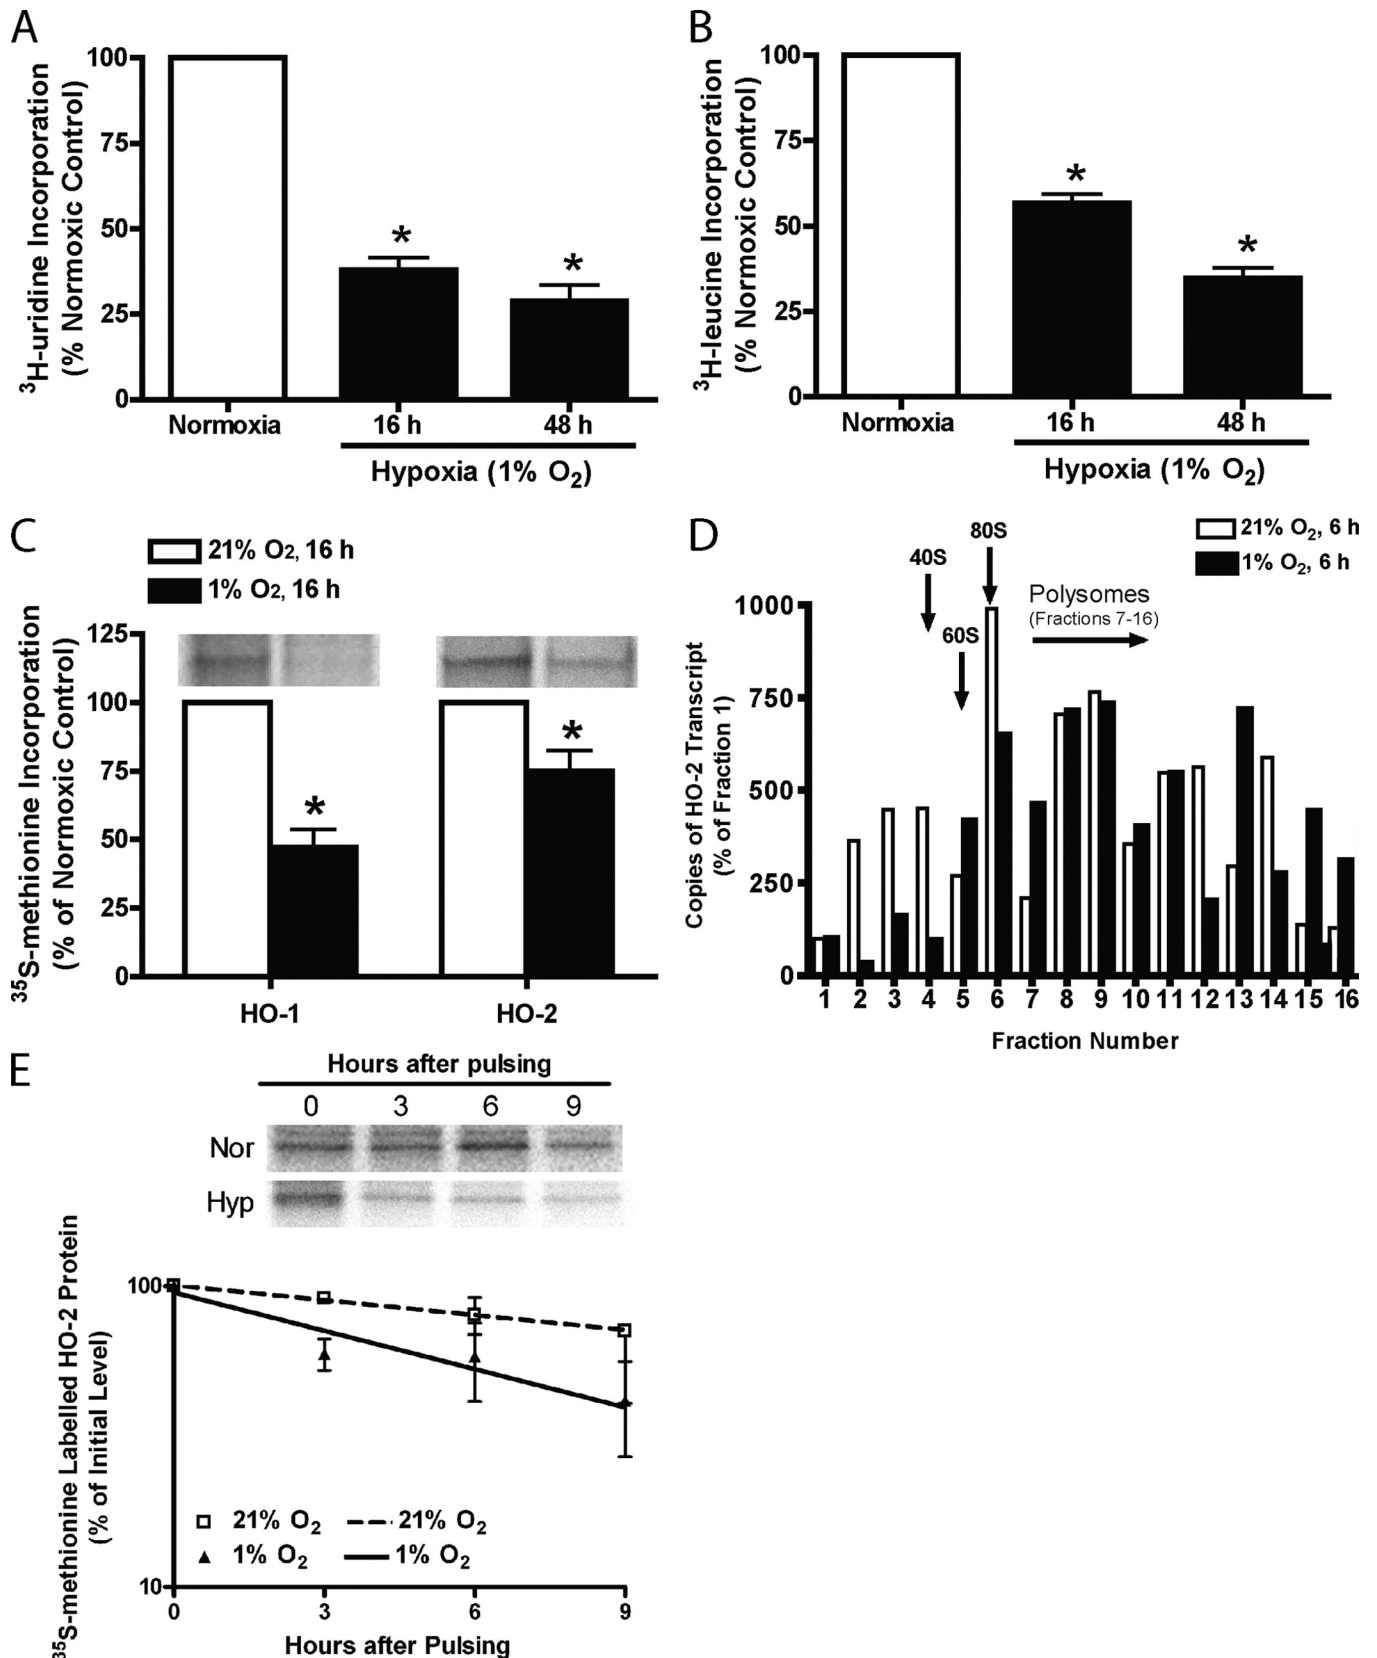 A
³H-uridine Incorporation
(% Normoxic Control)
100
75
50
25
0
*
*
Normoxia
16 h
48 h
Hypoxia (1% O₂)
B
³H-leucine Incorporation
(% Normoxic Control)
100
75
50
25
0
*
*
Normoxia
16 h
48 h
Hypoxia (1% O₂)
C
21% O₂, 16 h
1% O₂, 16 h
³⁵S-methionine Incorporation
(% of Normoxic Control)
125
100
75
50
25
0
*
*
HO-1
HO-2
D
21% O₂, 6 h
1% O₂, 6 h
80S
40S
60S
Polysomes
(Fractions 7-16)
Copies of HO-2 Transcript
(% of Fraction 1)
1000
750
500
250
0
1 2 3 4 5 6 7 8 9 10 11 12 13 14 15 16
Fraction Number
E
Hours after pulsing
0 3 6 9
Nor
Hyp
³⁵S-methionine Labelled HO-2 Protein
(% of Initial Level)
100
10
21% O₂ 21% O₂
1% O₂ 1% O₂
0 3 6 9
Hours after Pulsing